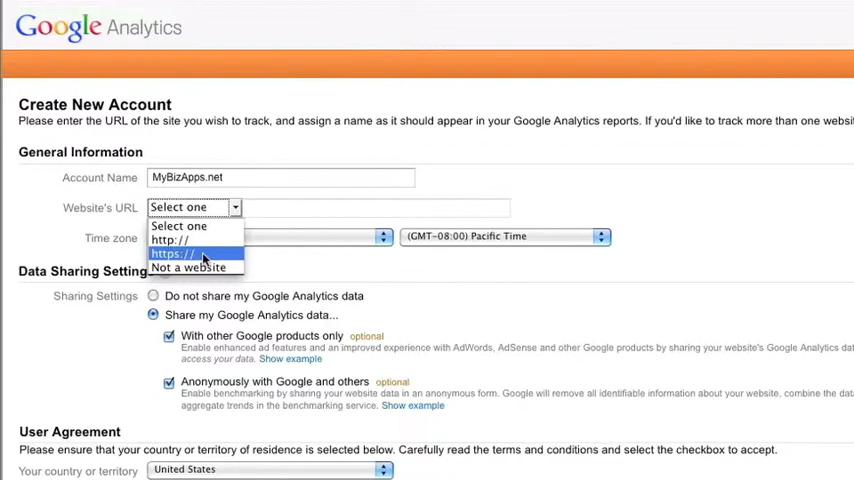 Google Analytics
Create New Account
Please enter the URL of the site you wish to track, and assign a name as it should appear in your Google Analytics reports. If you'd like to track more than one website
General Information
Account Name MyBizApps.net
Website's URL Select one
Select one
http://
https://
Not a website
Time zone (GMT-08:00) Pacific Time
Data Sharing Setting
Sharing Settings Do not share my Google Analytics data
Share my Google Analytics data...
With other Google products only optional
Enable enhanced ad features and an improved experience with AdWords, AdSense and other Google products by sharing your website's Google Analytics da
access your data. Show example
Anonymously with Google and others optional
Enable benchmarking by sharing your website data in an anonymous form. Google will remove all identifiable information about your website, combine the data
aggregate trends in the benchmarking service. Show example
User Agreement
Please ensure that your country or territory of residence is selected below. Carefully read the terms and conditions and select the checkbox to accept.
Your country or territory United States